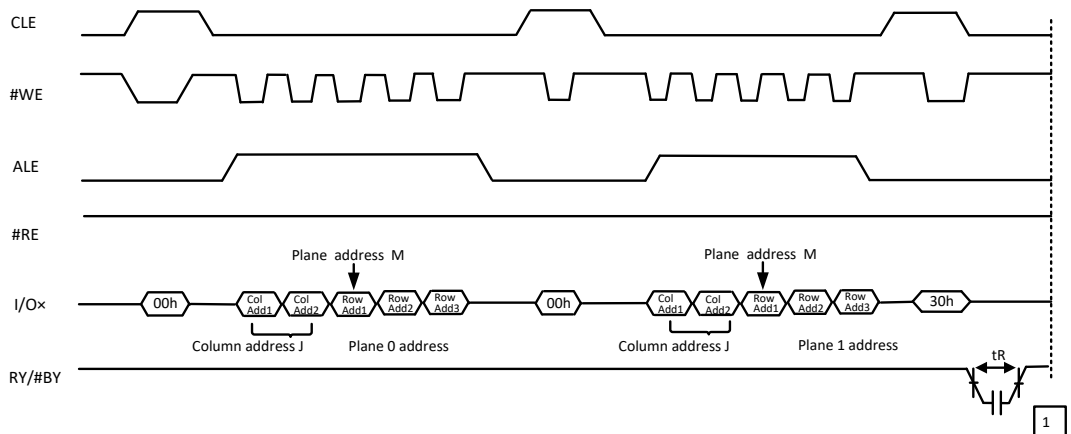 CLE
#WE
ALE
#RE
Plane address M
Plane address M
I/O×
00h
Col Add1
Col Add2
Row Add1
Row Add2
Row Add3
00h
Col Add1
Col Add2
Row Add1
Row Add2
Row Add3
30h
Column address J
Plane 0 address
Column address J
Plane 1 address
RY/#BY
tR
1